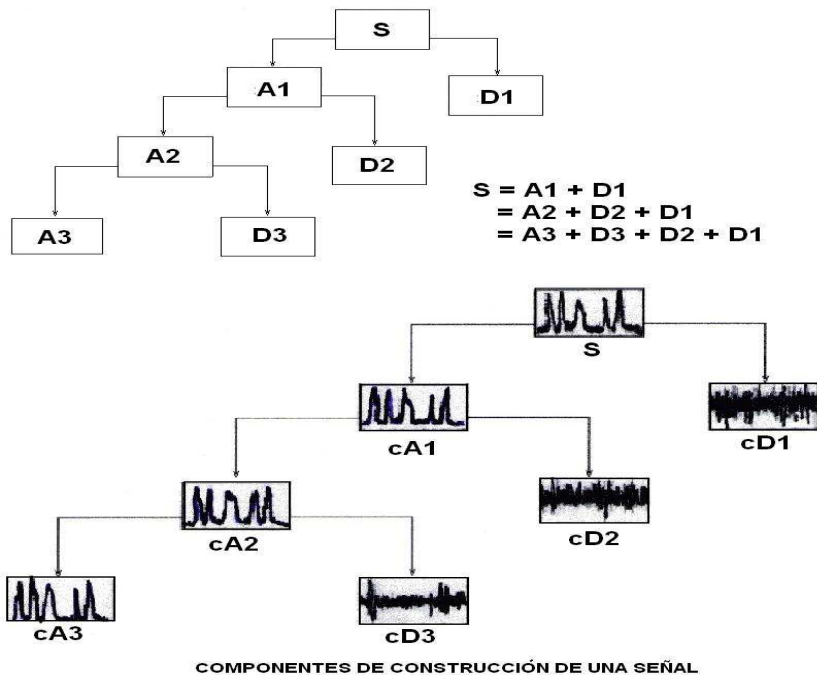 S
A1
D1
A2
D2
A3
D3
S = A1 + D1
= A2 + D2 + D1
= A3 + D3 + D2 + D1
S
cA1
cD1
cA2
cD2
cA3
cD3
COMPONENTES DE CONSTRUCCIÓN DE UNA SEÑAL